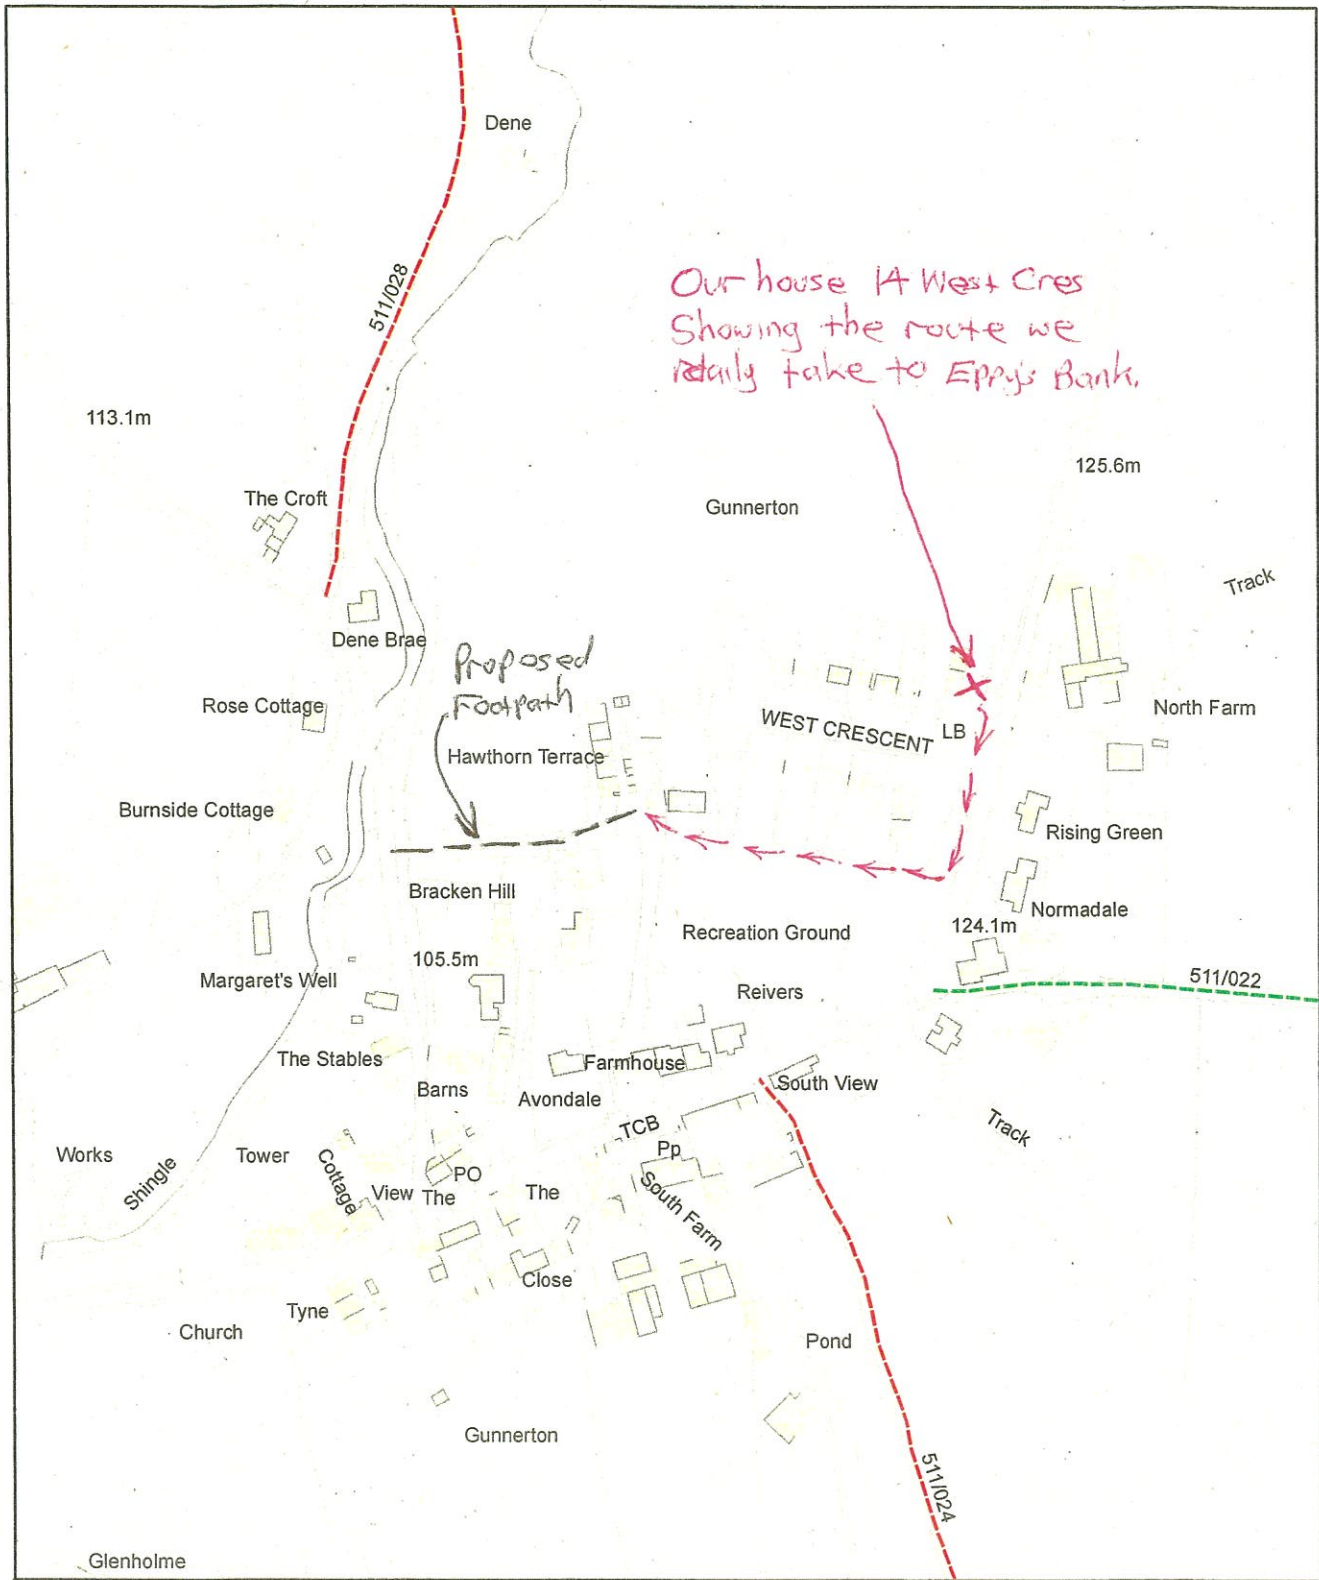 Dene
511/028
Our house 14 West Cres
Showing the route we
daily take to Eppy's Bank.
113.1m
125.6m
The Croft
Gunnerton
Track
Dene Brae
Proposed
Footpath
Rose Cottage
North Farm
WEST CRESCENT
LB
Hawthorn Terrace
Burnside Cottage
Rising Green
Bracken Hill
Normadale
Recreation Ground
124.1m
105.5m
Margaret's Well
511/022
Reivers
The Stables
Farmhouse
South View
Barns
Avondale
TCB
Track
Works
Shingle
Tower
Cottage
Pp
PO
View The
The
South Farm
Close
Tyne
Church
Pond
Gunnerton
511/024
Glenholme